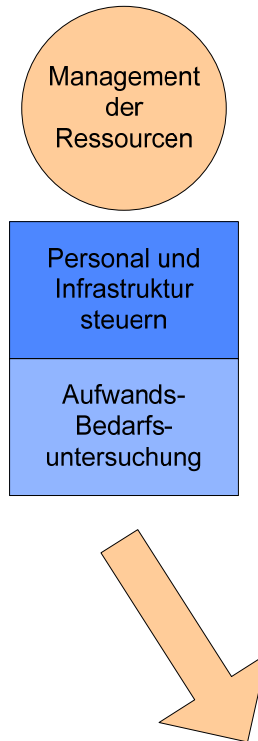 Management
der
Ressourcen
Personal und
Infrastruktur
steuern
Aufwands-
Bedarfs-
untersuchung